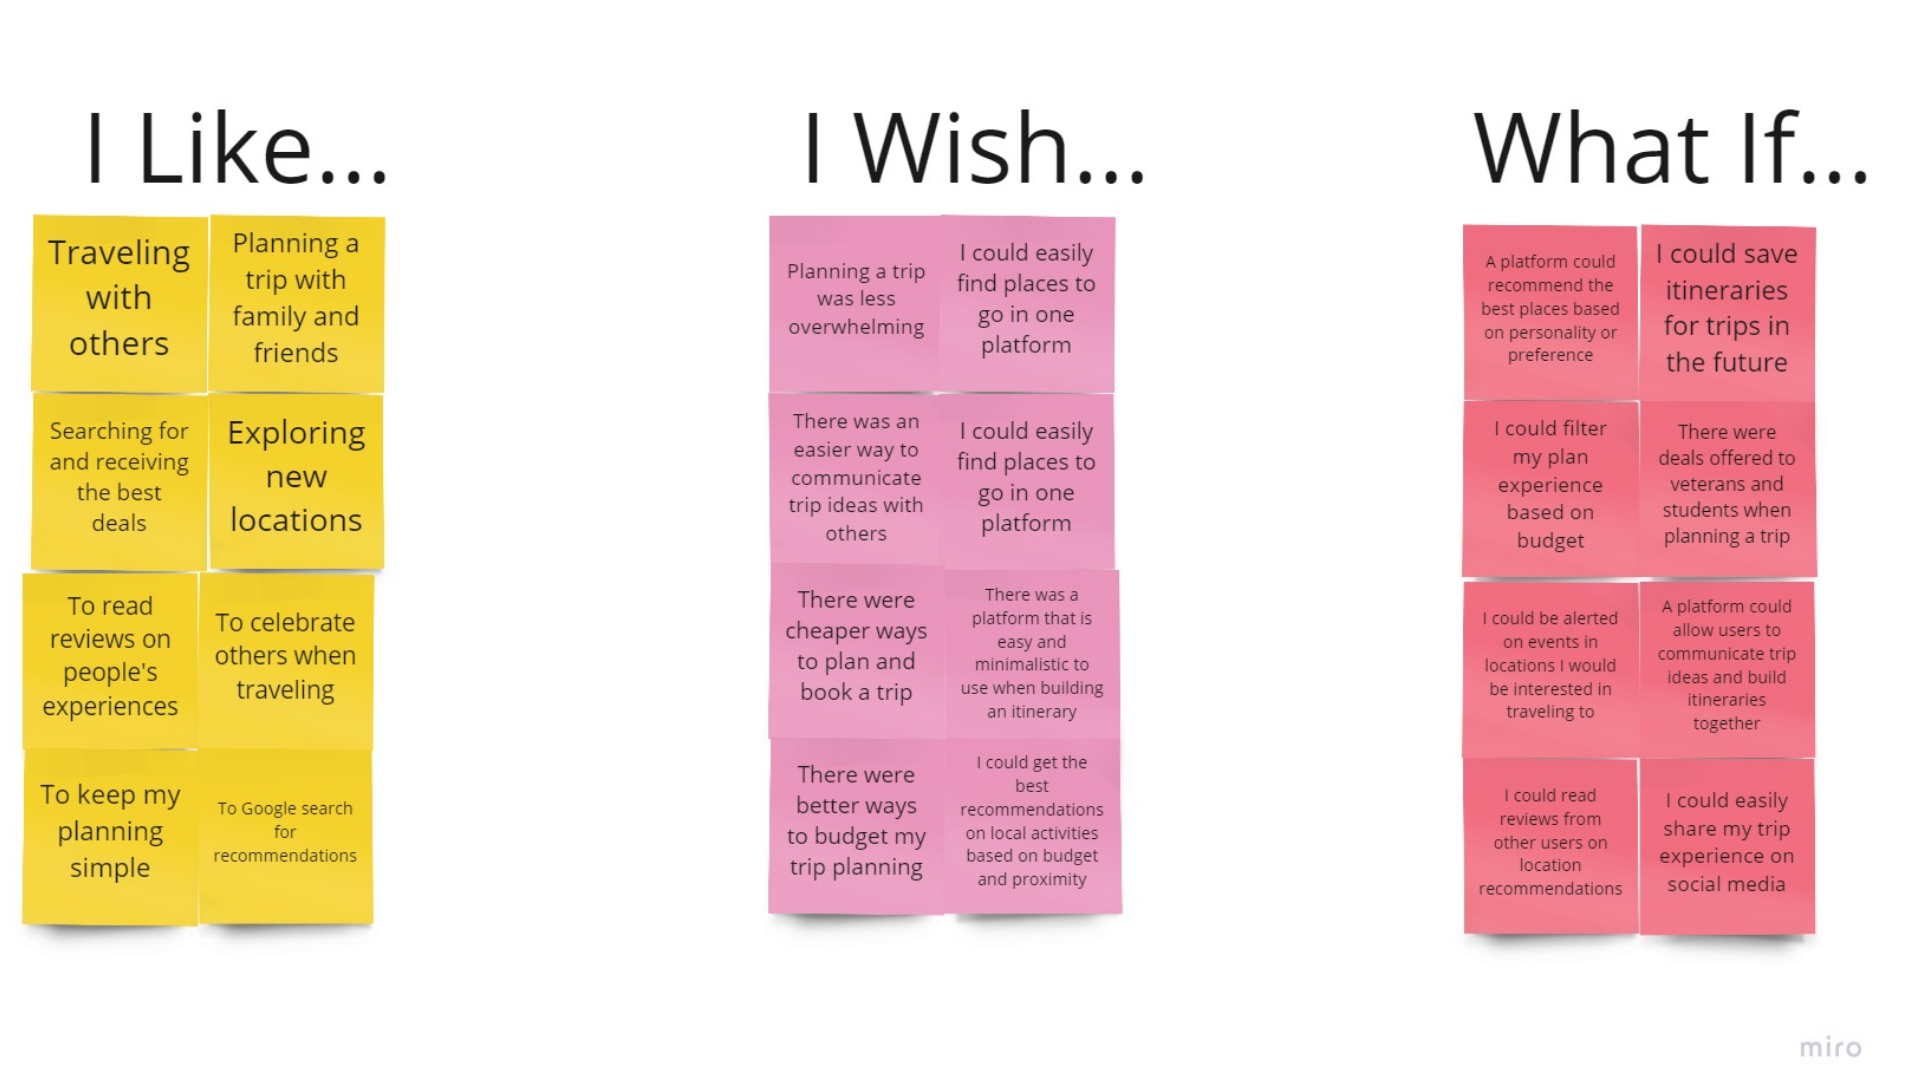 I Like...
Traveling
with
others
Planning a
trip with
family and
friends
Searching for
and receiving
the best
deals
Exploring
new
locations
To read
reviews on
people's
experiences
To celebrate
others when
traveling
To keep my
planning
simple
To Google search
for
recommendations
I Wish...
Planning a trip
was less
overwhelming
I could easily
find places to
go in one
platform
There was an
easier way to
communicate
trip ideas with
others
I could easily
find places to
go in one
platform
There were
cheaper ways
to plan and
book a trip
There was a
platform that is
easy and
minimalistic to
use when building
an itinerary
There were
better ways
to budget my
trip planning
I could get the
best
recommendations
on local activities
based on budget
and proximity
What If...
A platform could
recommend the
best places based
on personality or
preference
I could save
itineraries
for trips in
the future
I could filter
my plan
experience
based on
budget
There were
deals offered to
veterans and
students when
planning a trip
I could be alerted
on events in
locations I would
be interested in
traveling to
A platform could
allow users to
communicate trip
ideas and build
itineraries
together
I could read
reviews from
other users on
location
recommendations
I could easily
share my trip
experience on
social media
miro